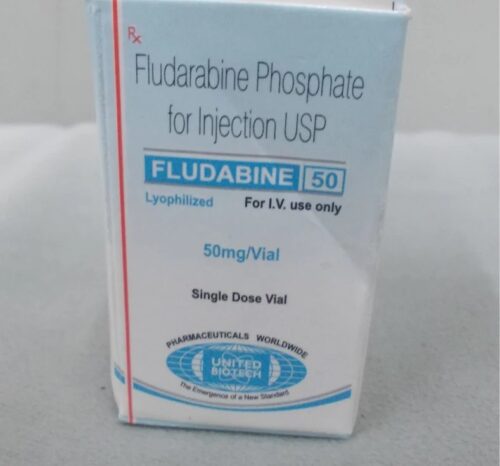 Rx
Fludarabine Phosphate
for Injection USP
FLUDABINE 50
Lyophilized For I.V. use only
50mg/Vial
Single Dose Vial
PHARMACEUTICALS WORLDWIDE
UNITED
BIOTECH
The Emergence of a New Standard